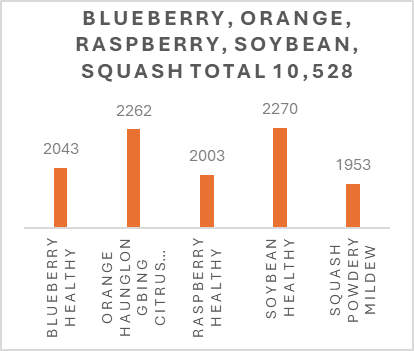 BLUEBERRY, ORANGE,
RASPBERRY, SOYBEAN,
SQUASH TOTAL 10,528
2043
2262
2003
2270
1953
BLUEBERRY
HEALTHY
ORANGE
HAUNGLON
GBING
CITRUS...
RASPBERRY
HEALTHY
SOYBEAN
HEALTHY
SQUASH
POWDERY
MILDEW